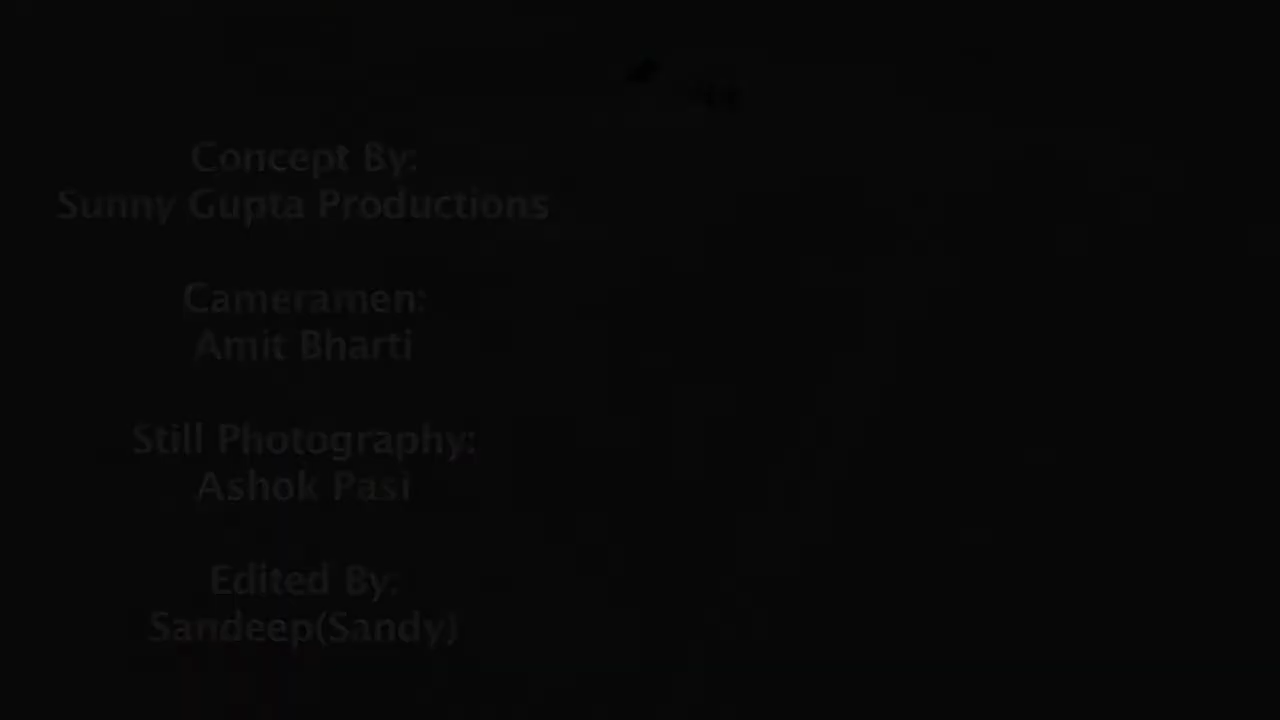 Concept By:
Sunny Gupta Productions
Cameramen:
Amit Bharti
Still Photography:
Ashok Pasi
Edited By:
Sandeep(Sandy)